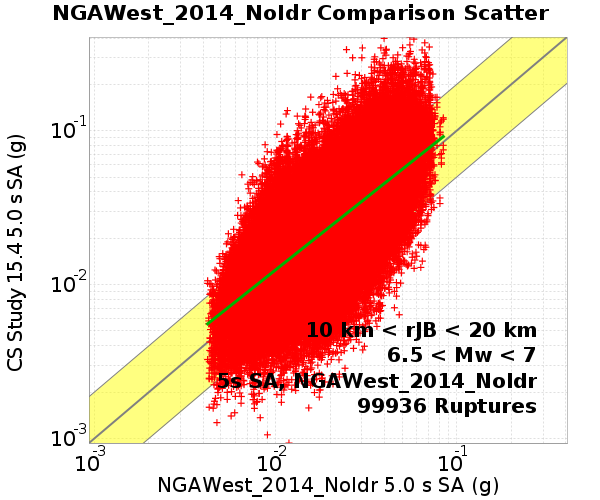 NGAWest_2014_NoIdr Comparison Scatter
CS Study 15.4 5.0 s SA (g)
10-1
10-2
10-3
10 km < rJB < 20 km
6.5 < Mw < 7
5s SA, NGAWest_2014_NoIdr
99936 Ruptures
10-3
10-2
10-1
NGAWest_2014_NoIdr 5.0 s SA (g)